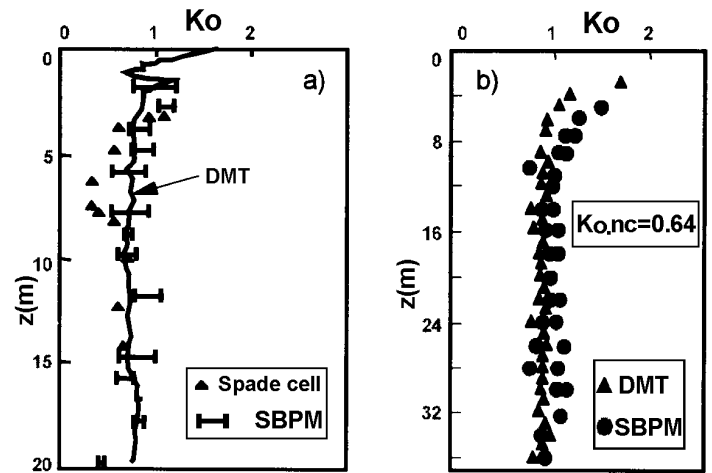 Ko
0 1 2
a)
0
5
10
15
20
z(m)
DMT
Spade cell
SBPM
Ko
0 1 2
b)
0
8
16
24
32
z(m)
Ko,nc=0.64
DMT
SBPM